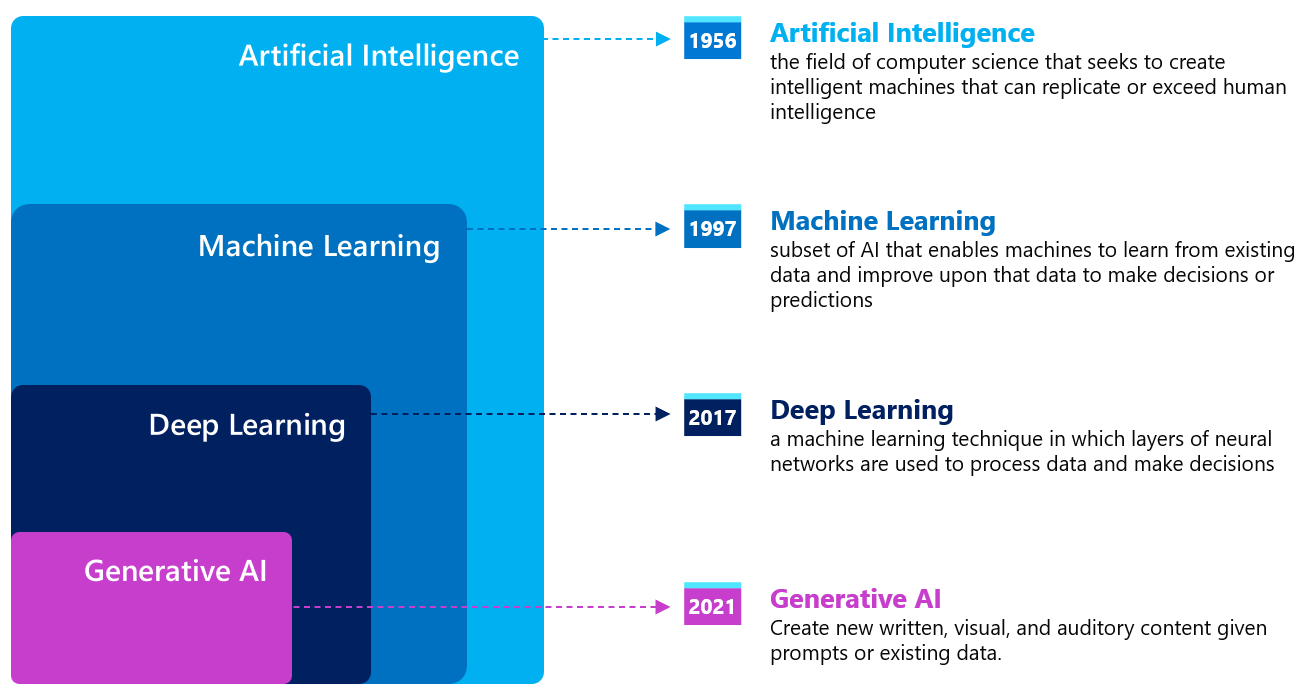 Artificial Intelligence
1956
Artificial Intelligence
the field of computer science that seeks to create
intelligent machines that can replicate or exceed human
intelligence
Machine Learning
1997
Machine Learning
subset of AI that enables machines to learn from existing
data and improve upon that data to make decisions or
predictions
Deep Learning
2017
Deep Learning
a machine learning technique in which layers of neural
networks are used to process data and make decisions
Generative AI
2021
Generative AI
Create new written, visual, and auditory content given
prompts or existing data.